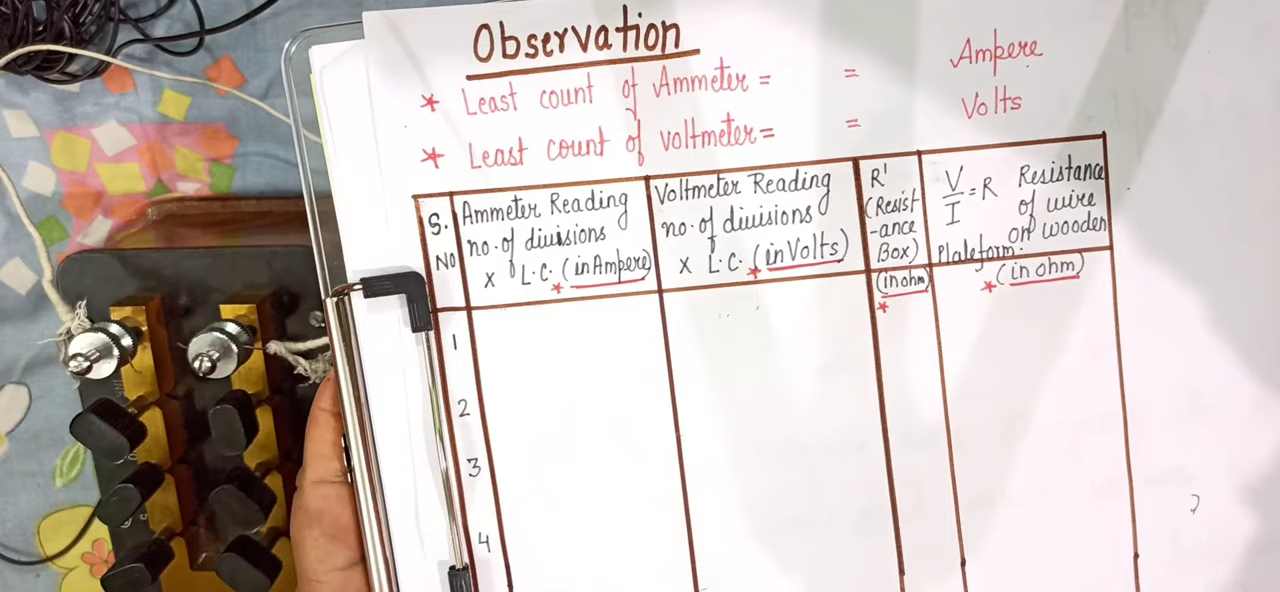 Observation
* Least count of Ammeter = = Ampere
* Least count of voltmeter = = Volts
S. NO
Ammeter Reading
no. of divisions
x L.C. (in Ampere)
*
Voltmeter Reading
no. of divisions
x L.C. (in Volts)
*
R'
(Resist
-ance
Box)
(in ohm)
*
V/I = R Resistance
of wire
on wooden
Plateform.
* (in ohm)
1
2
3
4